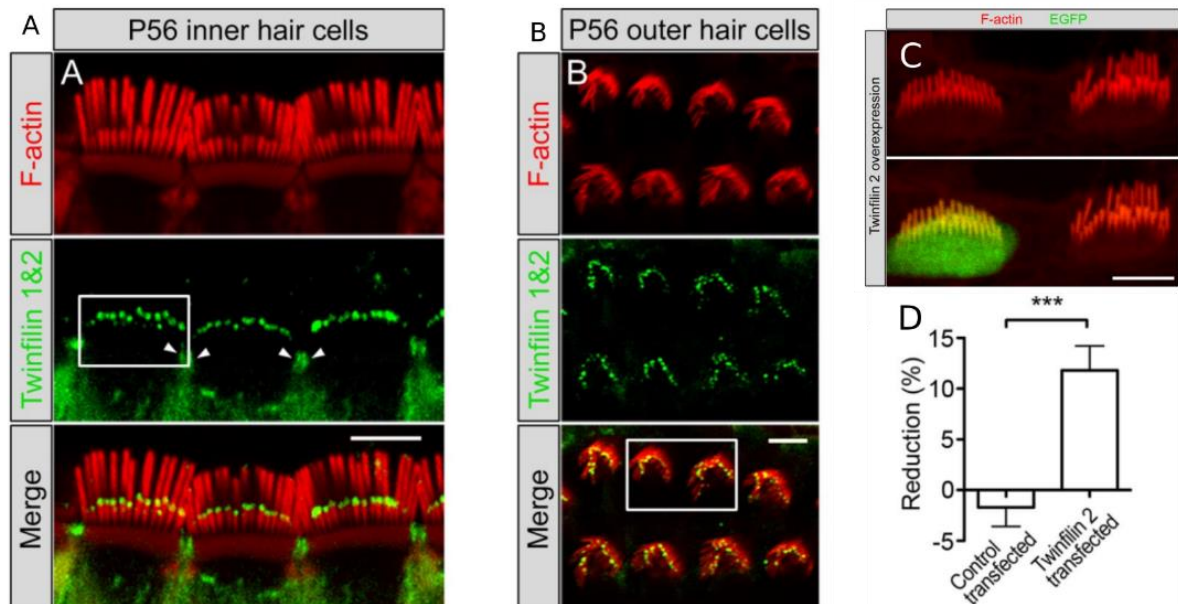 A
P56 inner hair cells
A
F-actin
Twinfilin 1&2
Merge
B
P56 outer hair cells
B
F-actin
Twinfilin 1&2
Merge
F-actin EGFP
C
Twinfilin 2 overexpression
D
***
Reduction (%)
15
10
5
0
-5
Control
transfected
Twinfilin 2
transfected